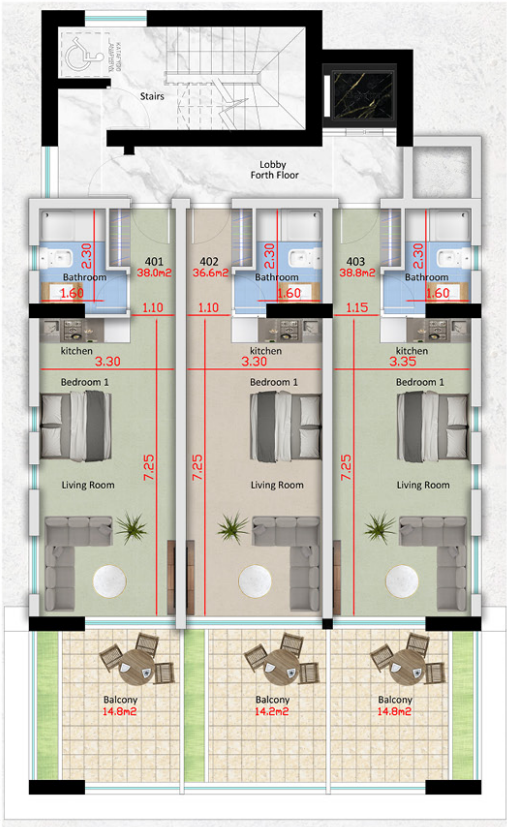 Stairs
Lobby
Forth Floor
401
38.0m2
402
36.6m2
403
38.8m2
2.30
2.30
2.30
Bathroom
Bathroom
Bathroom
1.60
1.60
1.60
1.10
1.10
1.15
kitchen
kitchen
kitchen
3.30
3.30
3.35
Bedroom 1
Bedroom 1
Bedroom 1
7.25
7.25
7.25
Living Room
Living Room
Living Room
Balcony
14.8m2
Balcony
14.2m2
Balcony
14.8m2